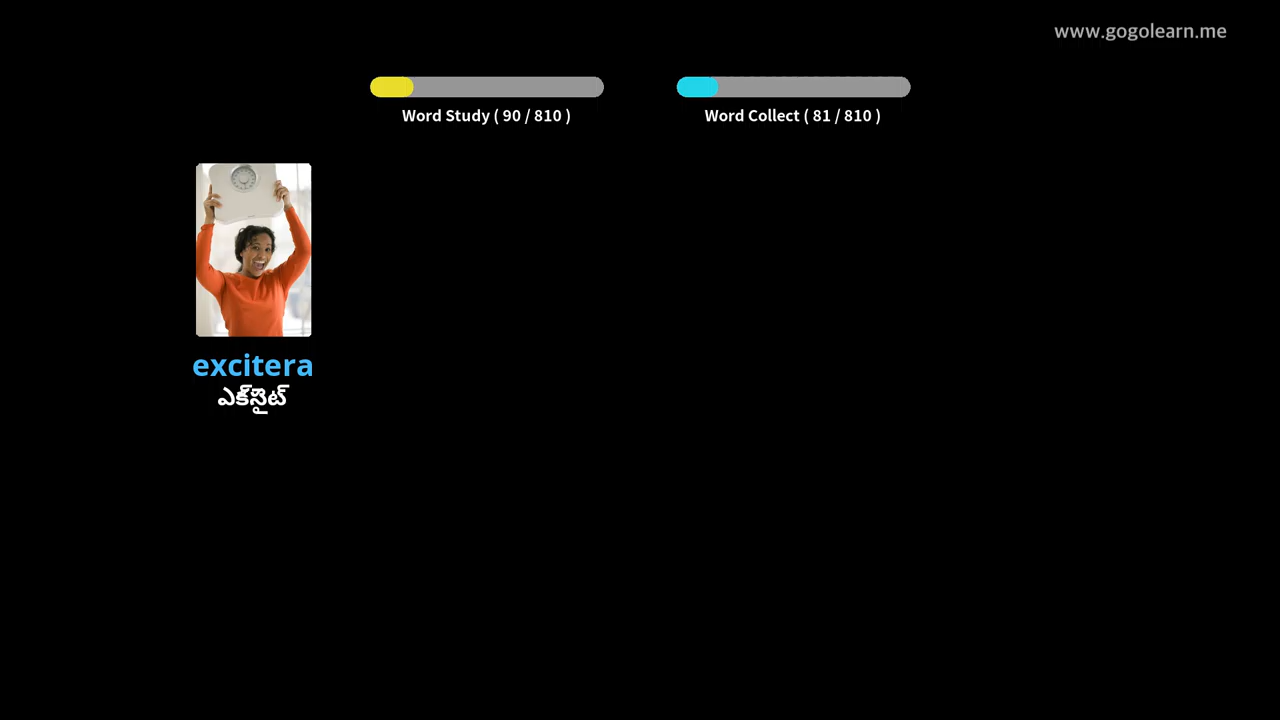 www.gogolearn.me
Word Study ( 90 / 810 )
Word Collect ( 81 / 810 )
excitera
ఎక్సైట్